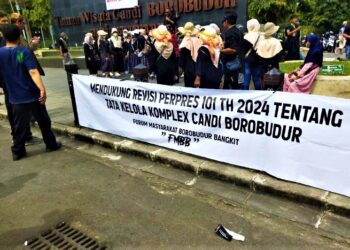 Taman Wisata Candi BOROBUDUR
MENDUKUNG REVISI PERPRES 101 TH 2024 TENTANG
TATA KELOLA KOMPLEX CANDI BOROBUDUR
FORUM MASYARAKAT BOROBUDUR BANGKIT
" FMBB "